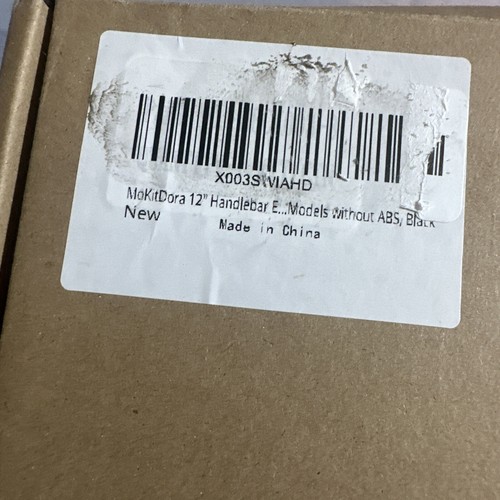 X003SWIAHD
MoKitDora 12" Handlebar E...Models without ABS, Black
New
Made in China